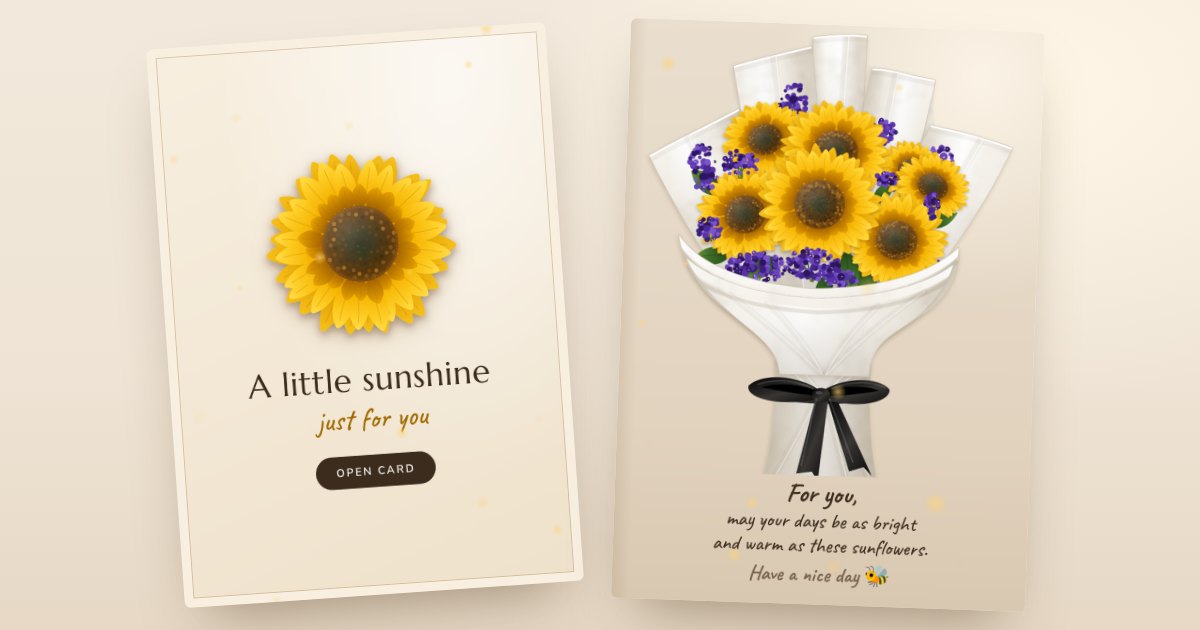 A little sunshine
just for you
OPEN CARD
For you,
may your days be as bright
and warm as these sunflowers.
Have a nice day 🐝